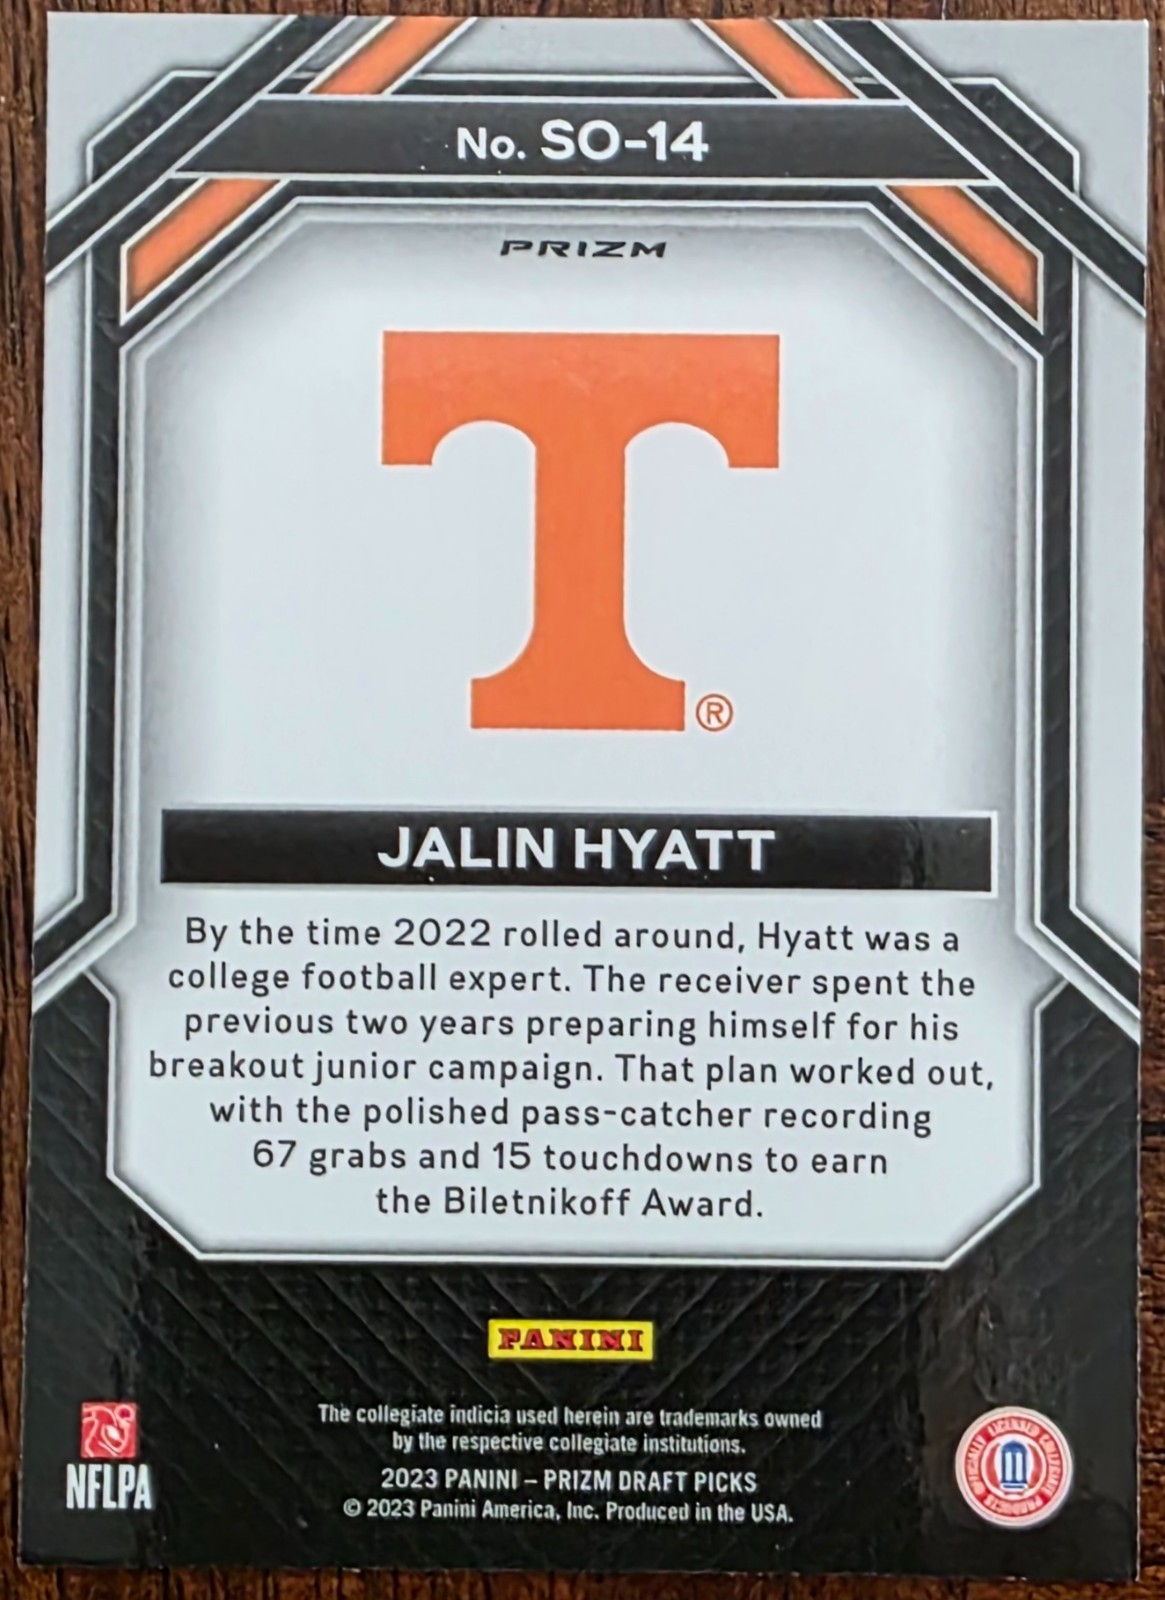 No. SO-14
PRIZM
T®
JALIN HYATT
By the time 2022 rolled around, Hyatt was a
college football expert. The receiver spent the
previous two years preparing himself for his
breakout junior campaign. That plan worked out,
with the polished pass-catcher recording
67 grabs and 15 touchdowns to earn
the Biletnikoff Award.
PANINI
The collegiate indicia used herein are trademarks owned
by the respective collegiate institutions.
2023 PANINI – PRIZM DRAFT PICKS
© 2023 Panini America, Inc. Produced in the USA.
NFLPA
OFFICIALLY LICENSED COLLEGIATE PRODUCTS